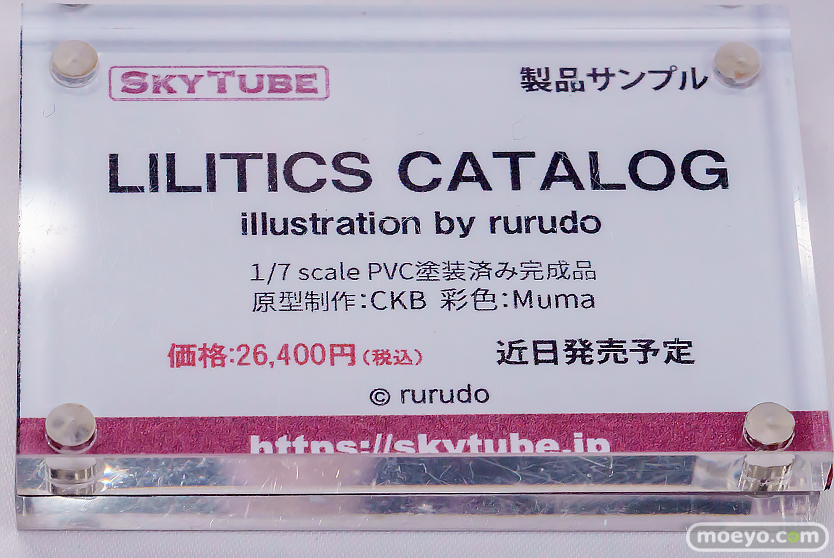 SKYTUBE 製品サンプル
LILITICS CATALOG
illustration by rurudo
1/7 scale PVC塗装済み完成品
原型制作：CKB 彩色：Muma
価格：26,400円（税込） 近日発売予定
© rurudo
https://skytube.jp
moeyo.com